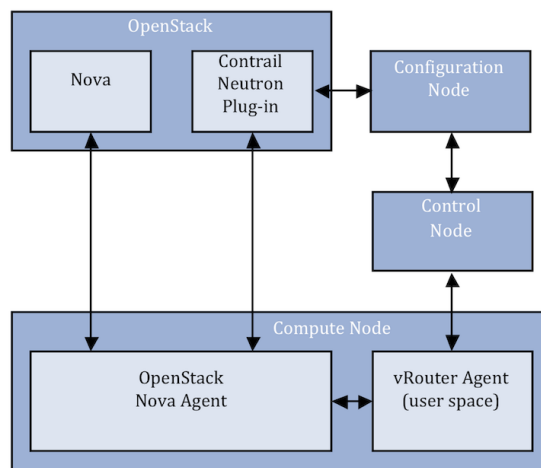 OpenStack
Nova
Contrail
Neutron
Plug-in
Configuration
Node
Control
Node
Compute Node
OpenStack
Nova Agent
vRouter Agent
(user space)